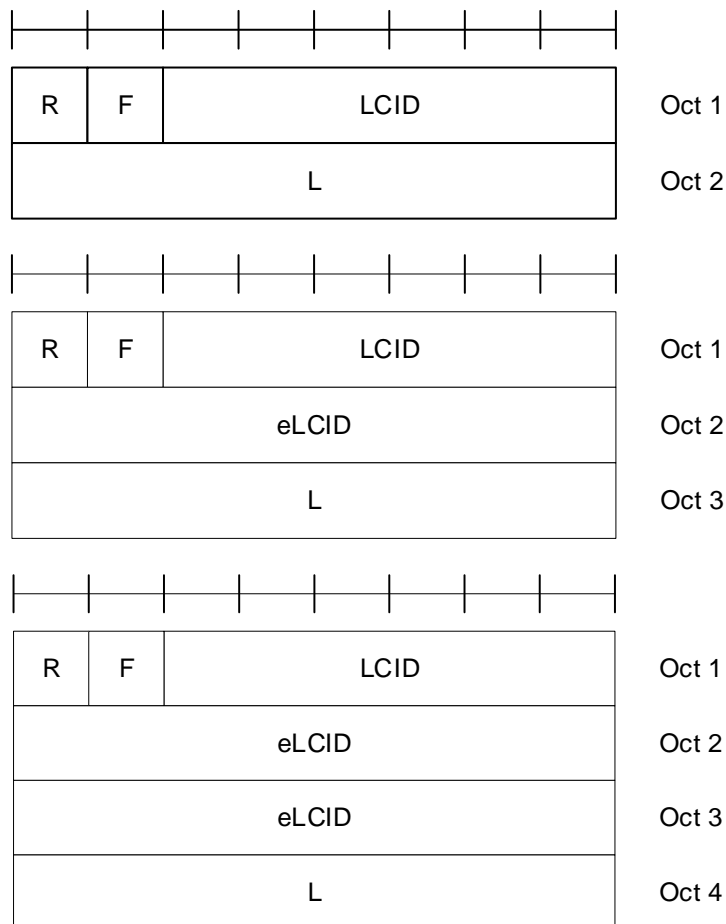 R F LCID Oct 1
L Oct 2
R F LCID Oct 1
eLCID Oct 2
L Oct 3
R F LCID Oct 1
eLCID Oct 2
eLCID Oct 3
L Oct 4